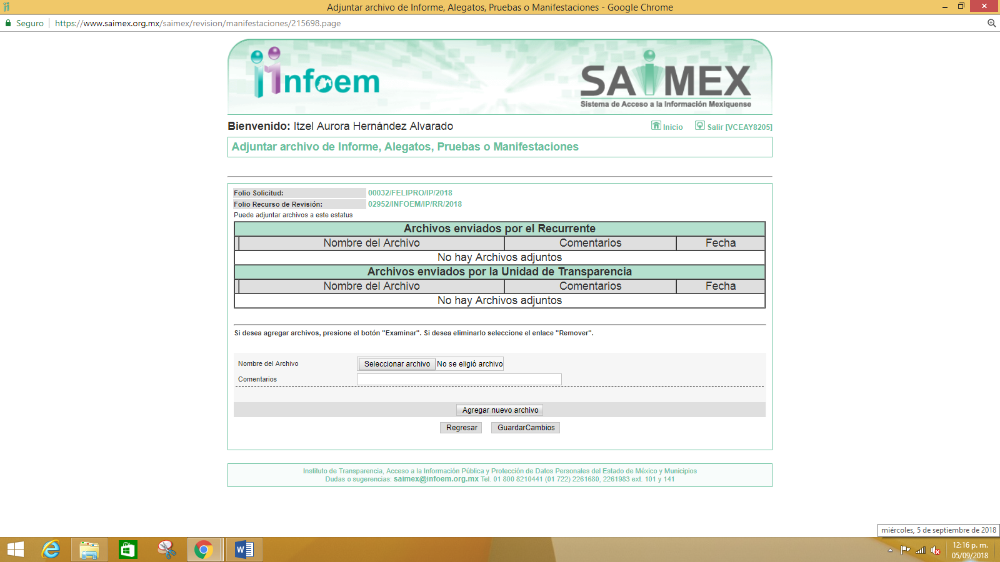 Adjuntar archivo de Informe, Alegatos, Pruebas o Manifestaciones - Google Chrome
Seguro https://www.saimex.org.mx/saimex/revision/manifestaciones/215698.page
infoem
SAIMEX
Sistema de Acceso a la Información Mexiquense
Bienvenido: Itzel Aurora Hernández Alvarado
Inicio Salir [VCEAY8205]
Adjuntar archivo de Informe, Alegatos, Pruebas o Manifestaciones
Folio Solicitud: 00032/FELIPRO/IP/2018
Folio Recurso de Revisión: 02952/INFOEM/IP/RR/2018
Puede adjuntar archivos a este estatus
Archivos enviados por el Recurrente
Nombre del Archivo Comentarios Fecha
No hay Archivos adjuntos
Archivos enviados por la Unidad de Transparencia
Nombre del Archivo Comentarios Fecha
No hay Archivos adjuntos
Si desea agregar archivos, presione el botón "Examinar". Si desea eliminarlo seleccione el enlace "Remover".
Nombre del Archivo Seleccionar archivo No se eligió archivo
Comentarios
Agregar nuevo archivo
Regresar GuardarCambios
Instituto de Transparencia, Acceso a la Información Pública y Protección de Datos Personales del Estado de México y Municipios
Dudas o sugerencias: saimex@infoem.org.mx Tel. 01 800 8210441 (01 722) 2261680, 2261983 ext. 101 y 141
miércoles, 5 de septiembre de 2018
12:16 p. m.
05/09/2018